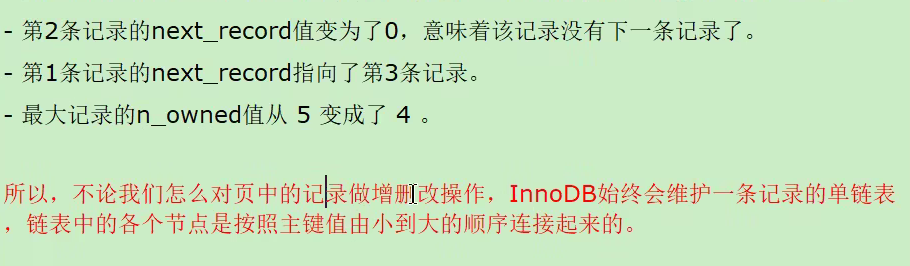 - 第2条记录的next_record值变为了0，意味着该记录没有下一条记录了。
- 第1条记录的next_record指向了第3条记录。
- 最大记录的n_owned值从 5 变成了 4 。
所以，不论我们怎么对页中的记录做增删改操作，InnoDB始终会维护一条记录的单链表
，链表中的各个节点是按照主键值由小到大的顺序连接起来的。